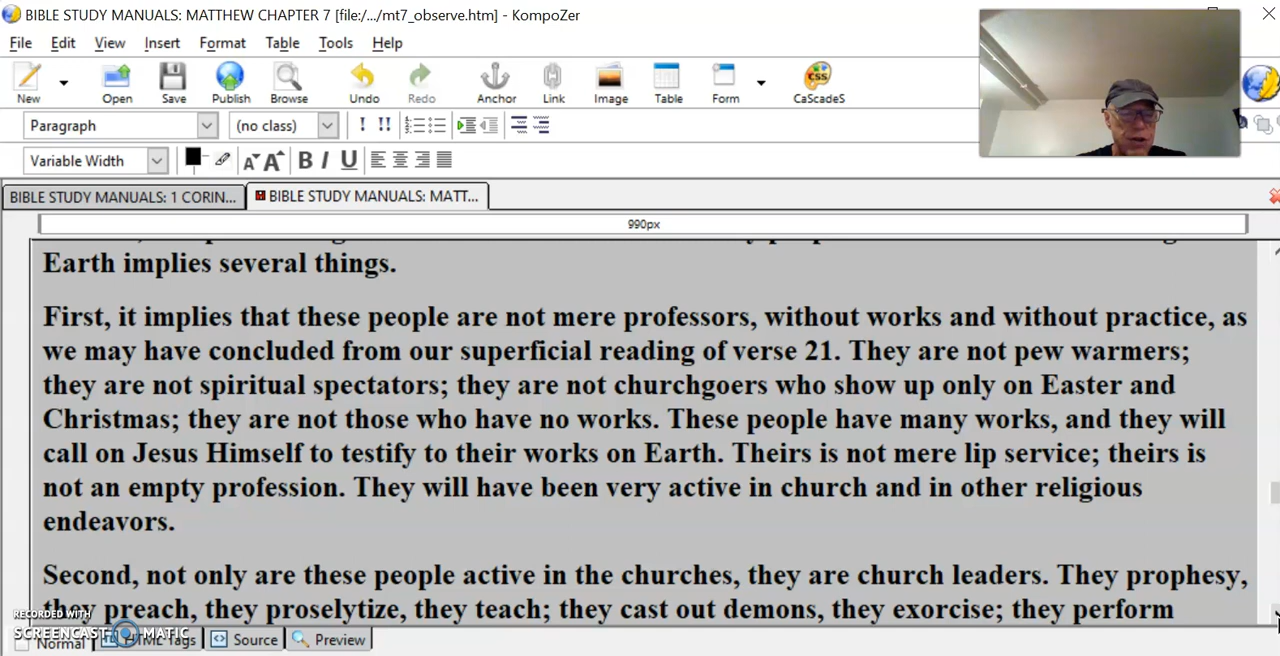 BIBLE STUDY MANUALS: MATTHEW CHAPTER 7 [file:/.../mt7_observe.htm] - KompoZer
File Edit View Insert Format Table Tools Help
New Open Save Publish Browse Undo Redo Anchor Link Image Table Form CaScadeS
Paragraph (no class) ! !!
Variable Width A A B I U
BIBLE STUDY MANUALS: 1 CORIN... BIBLE STUDY MANUALS: MATT...
990px
Earth implies several things.
First, it implies that these people are not mere professors, without works and without practice, as
we may have concluded from our superficial reading of verse 21. They are not pew warmers;
they are not spiritual spectators; they are not churchgoers who show up only on Easter and
Christmas; they are not those who have no works. These people have many works, and they will
call on Jesus Himself to testify to their works on Earth. Theirs is not mere lip service; theirs is
not an empty profession. They will have been very active in church and in other religious
endeavors.
Second, not only are these people active in the churches, they are church leaders. They prophesy,
they preach, they proselytize, they teach; they cast out demons, they exorcise; they perform
RECORDED WITH
SCREENCAST MATIC
Normal HTML Tags Source Preview